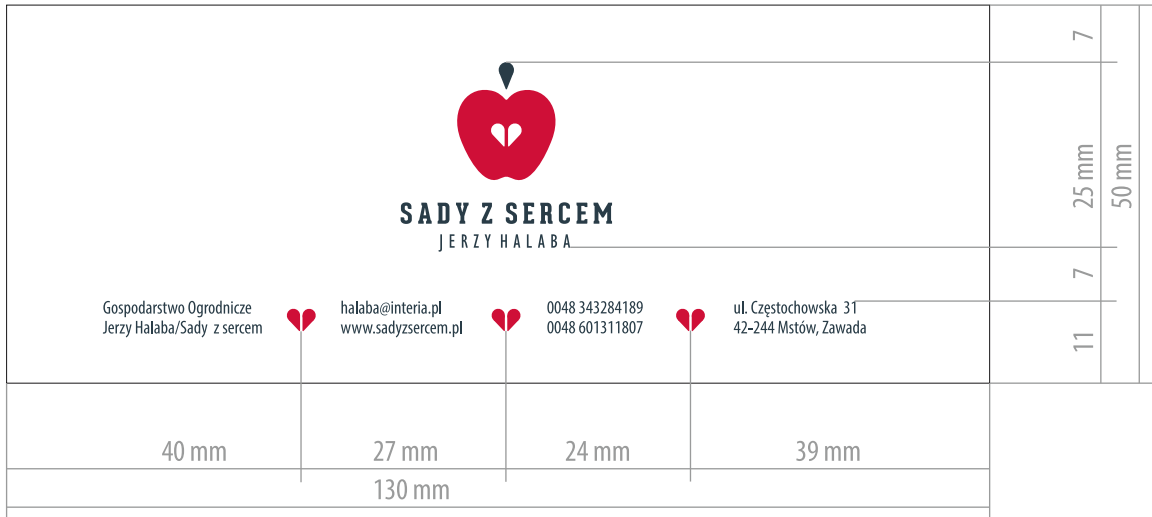 SADY Z SERCEM
JERZY HALABA
Gospodarstwo Ogrodnicze
Jerzy Halaba/Sady z sercem
halaba@interia.pl
www.sadyzsercem.pl
0048 343284189
0048 601311807
ul. Częstochowska 31
42-244 Mstów, Zawada
7
25 mm
50 mm
7
11
40 mm
27 mm
24 mm
39 mm
130 mm